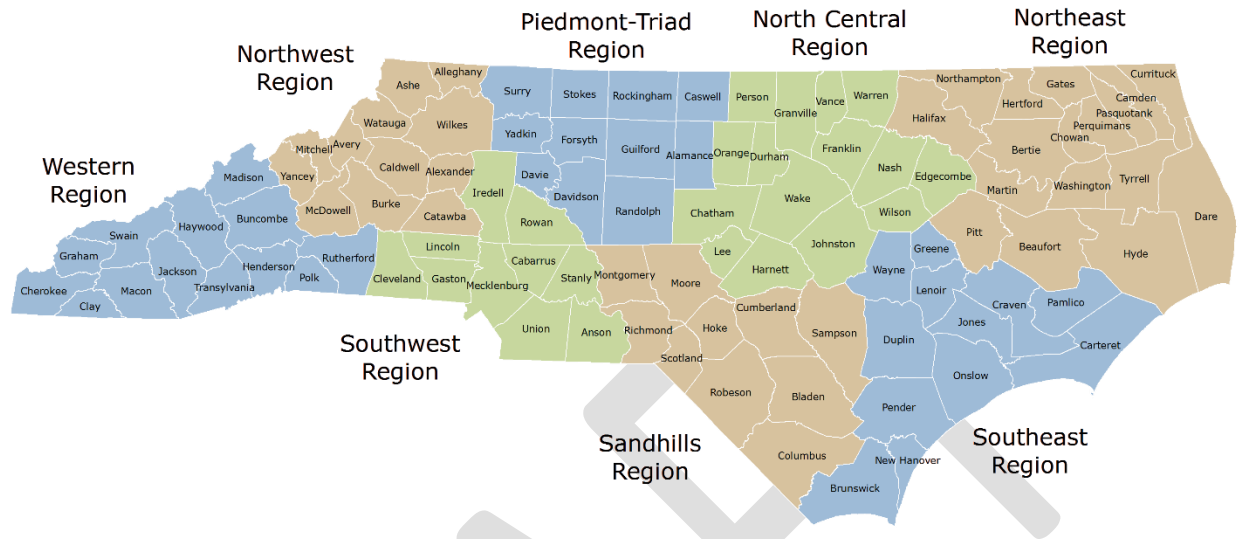 Piedmont-Triad
Region
North Central
Region
Northeast
Region
Northwest
Region
Western
Region
Southwest
Region
Sandhills
Region
Southeast
Region
Cherokee
Graham
Swain
Clay
Macon
Jackson
Haywood
Transylvania
Madison
Buncombe
Henderson
Polk
Rutherford
Ashe
Alleghany
Watauga
Wilkes
Mitchell
Avery
Yancey
Caldwell
Alexander
McDowell
Burke
Catawba
Surry
Stokes
Rockingham
Caswell
Yadkin
Forsyth
Guilford
Alamance
Davie
Davidson
Randolph
Iredell
Rowan
Lincoln
Cleveland
Gaston
Mecklenburg
Cabarrus
Stanly
Union
Anson
Person
Granville
Vance
Warren
Orange
Durham
Franklin
Nash
Edgecombe
Wake
Wilson
Chatham
Lee
Harnett
Johnston
Montgomery
Moore
Richmond
Hoke
Scotland
Cumberland
Sampson
Robeson
Bladen
Columbus
Northampton
Gates
Currituck
Camden
Hertford
Pasquotank
Perquimans
Halifax
Chowan
Bertie
Martin
Washington
Tyrrell
Dare
Pitt
Beaufort
Hyde
Greene
Wayne
Lenoir
Craven
Pamlico
Jones
Carteret
Duplin
Onslow
Pender
New Hanover
Brunswick